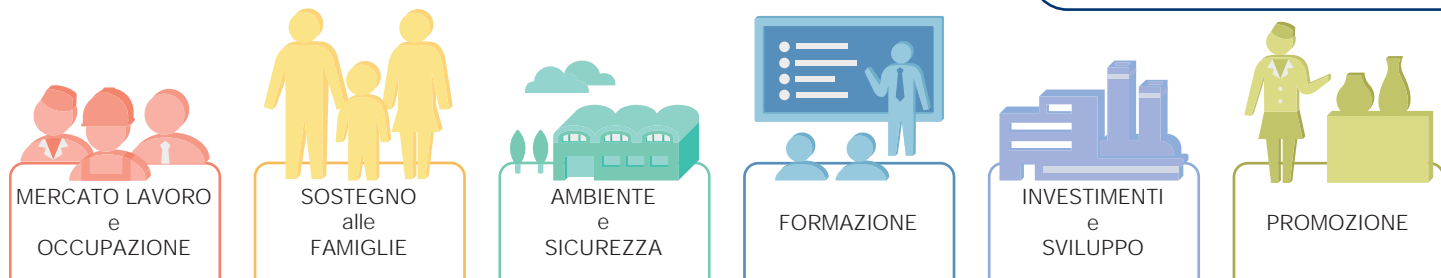 MERCATO LAVORO
e
OCCUPAZIONE
SOSTEGNO
alle
FAMIGLIE
AMBIENTE
e
SICUREZZA
FORMAZIONE
INVESTIMENTI
e
SVILUPPO
PROMOZIONE